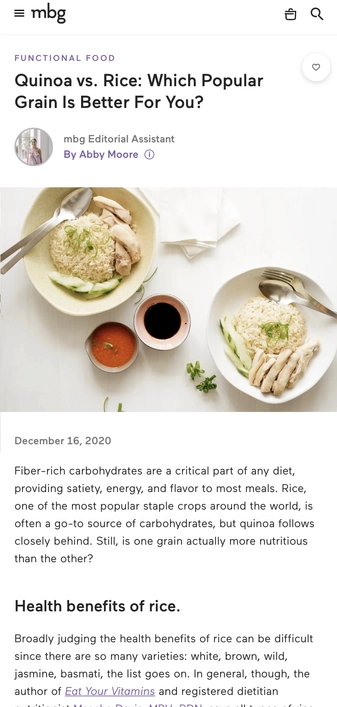 mbg
FUNCTIONAL FOOD
Quinoa vs. Rice: Which Popular
Grain Is Better For You?
mbg Editorial Assistant
By Abby Moore
December 16, 2020
Fiber-rich carbohydrates are a critical part of any diet,
providing satiety, energy, and flavor to most meals. Rice,
one of the most popular staple crops around the world, is
often a go-to source of carbohydrates, but quinoa follows
closely behind. Still, is one grain actually more nutritious
than the other?
Health benefits of rice.
Broadly judging the health benefits of rice can be difficult
since there are so many varieties: white, brown, wild,
jasmine, basmati, the list goes on. In general, though, the
author of Eat Your Vitamins and registered dietitian